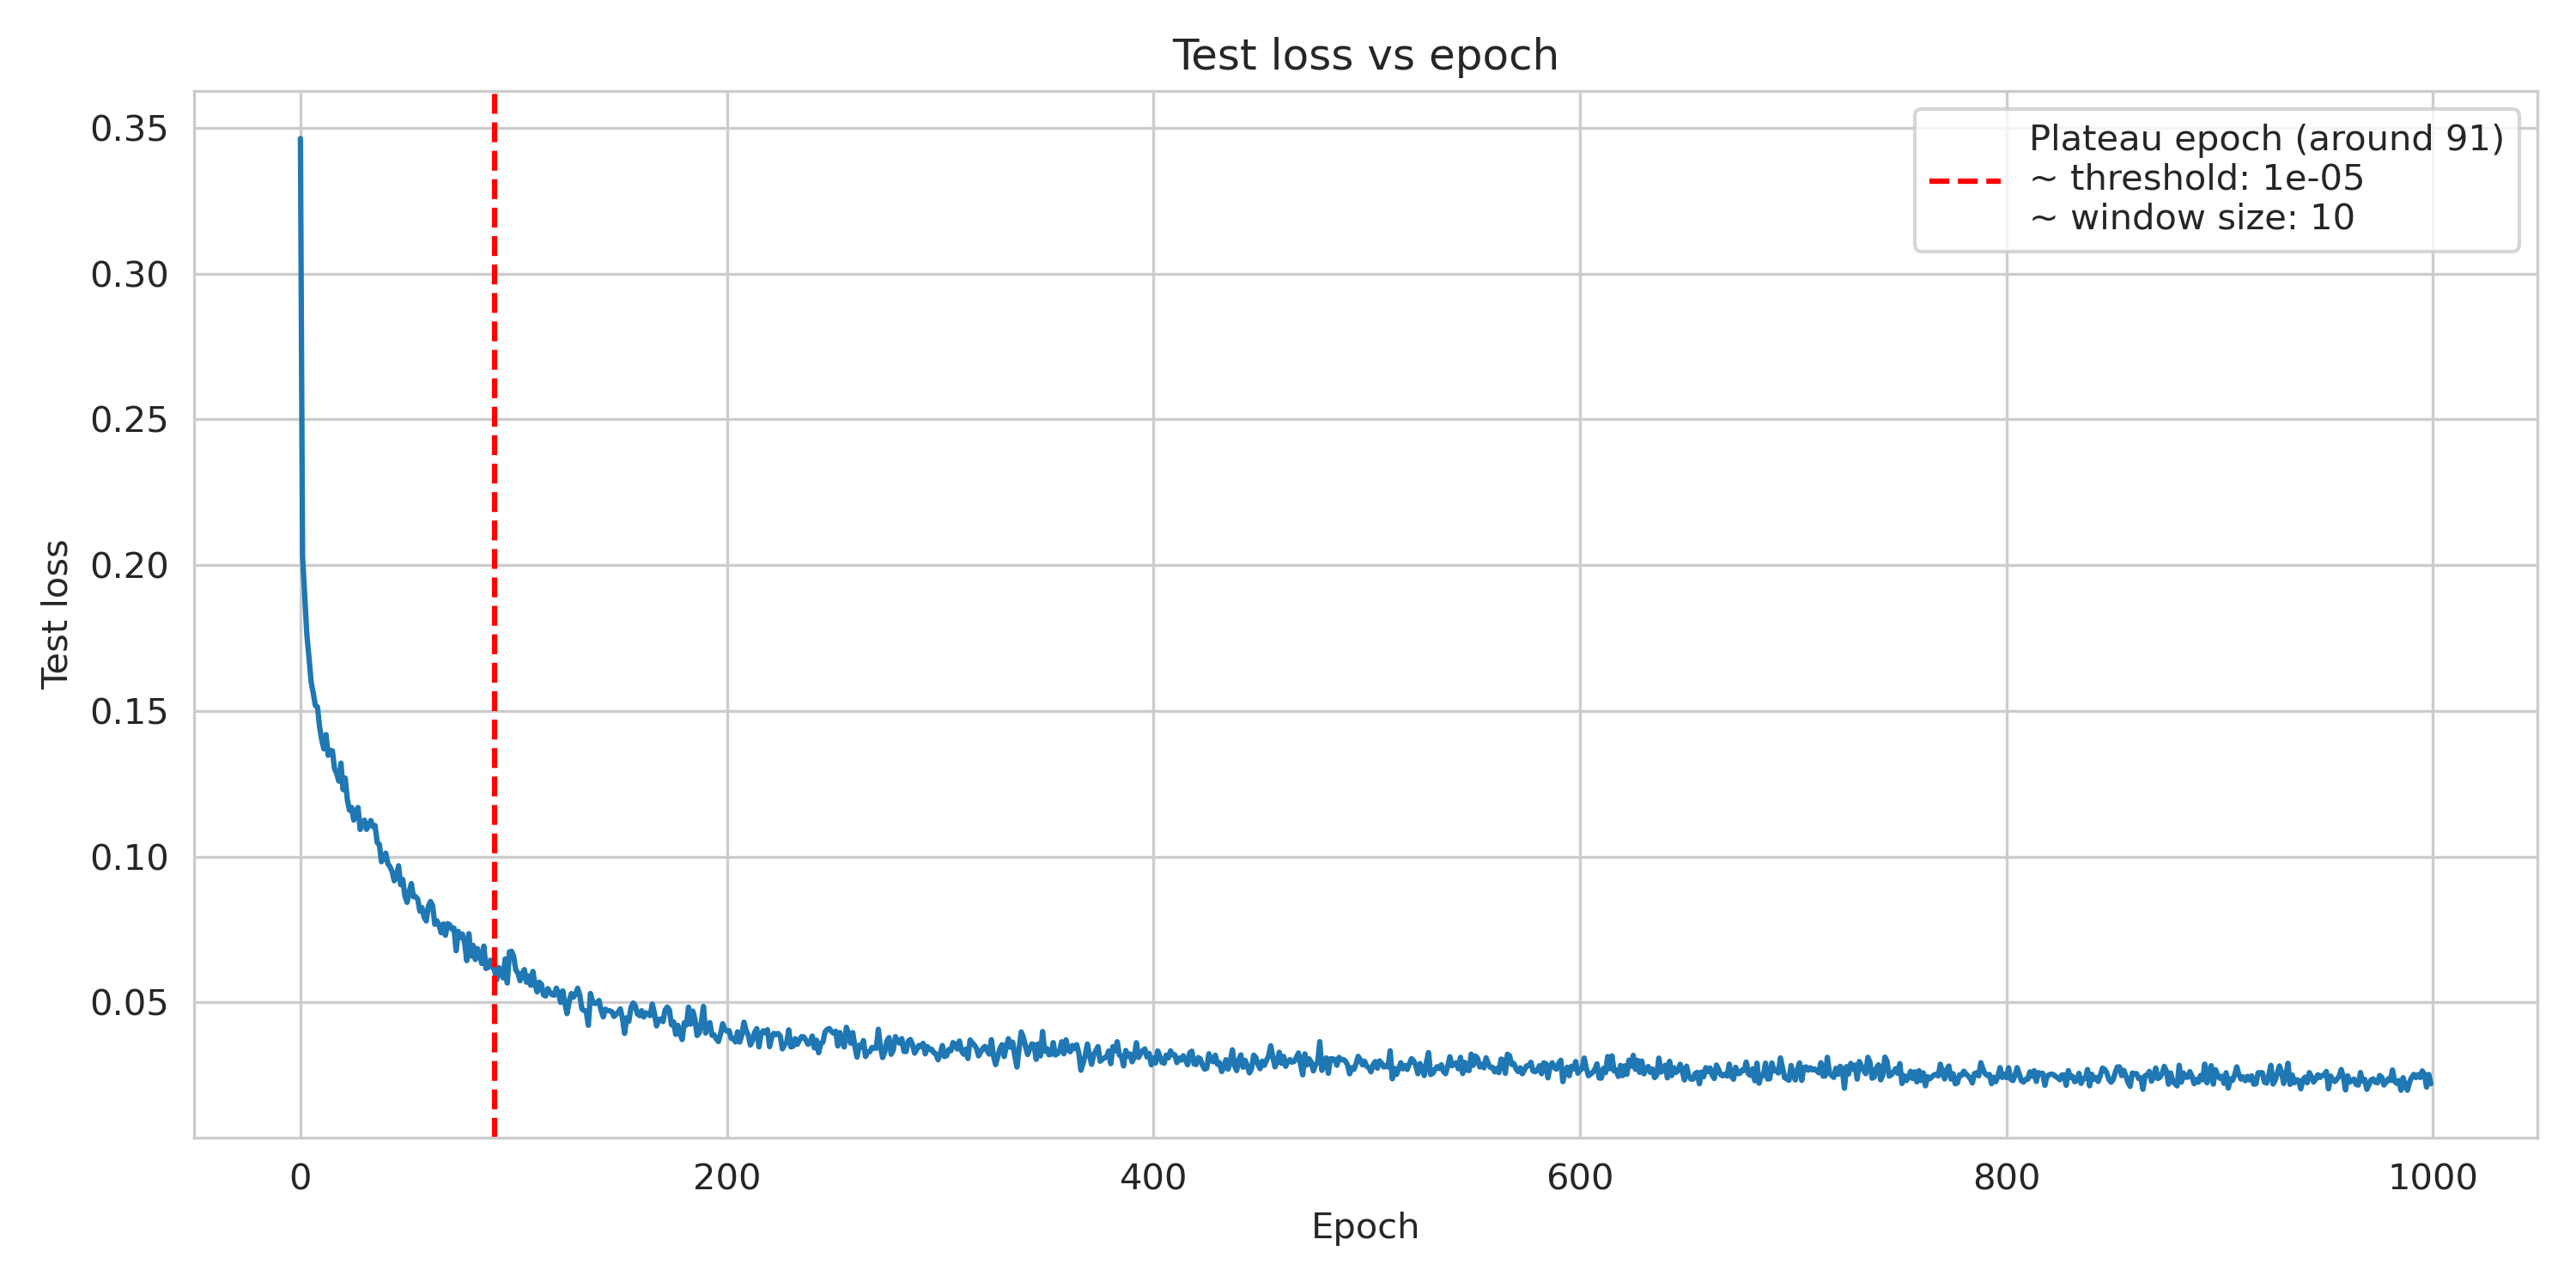 Test loss vs epoch
Plateau epoch (around 91)
~ threshold: 1e-05
~ window size: 10
0.35
0.30
0.25
0.20
0.15
0.10
0.05
Test loss
0 200 400 600 800 1000
Epoch